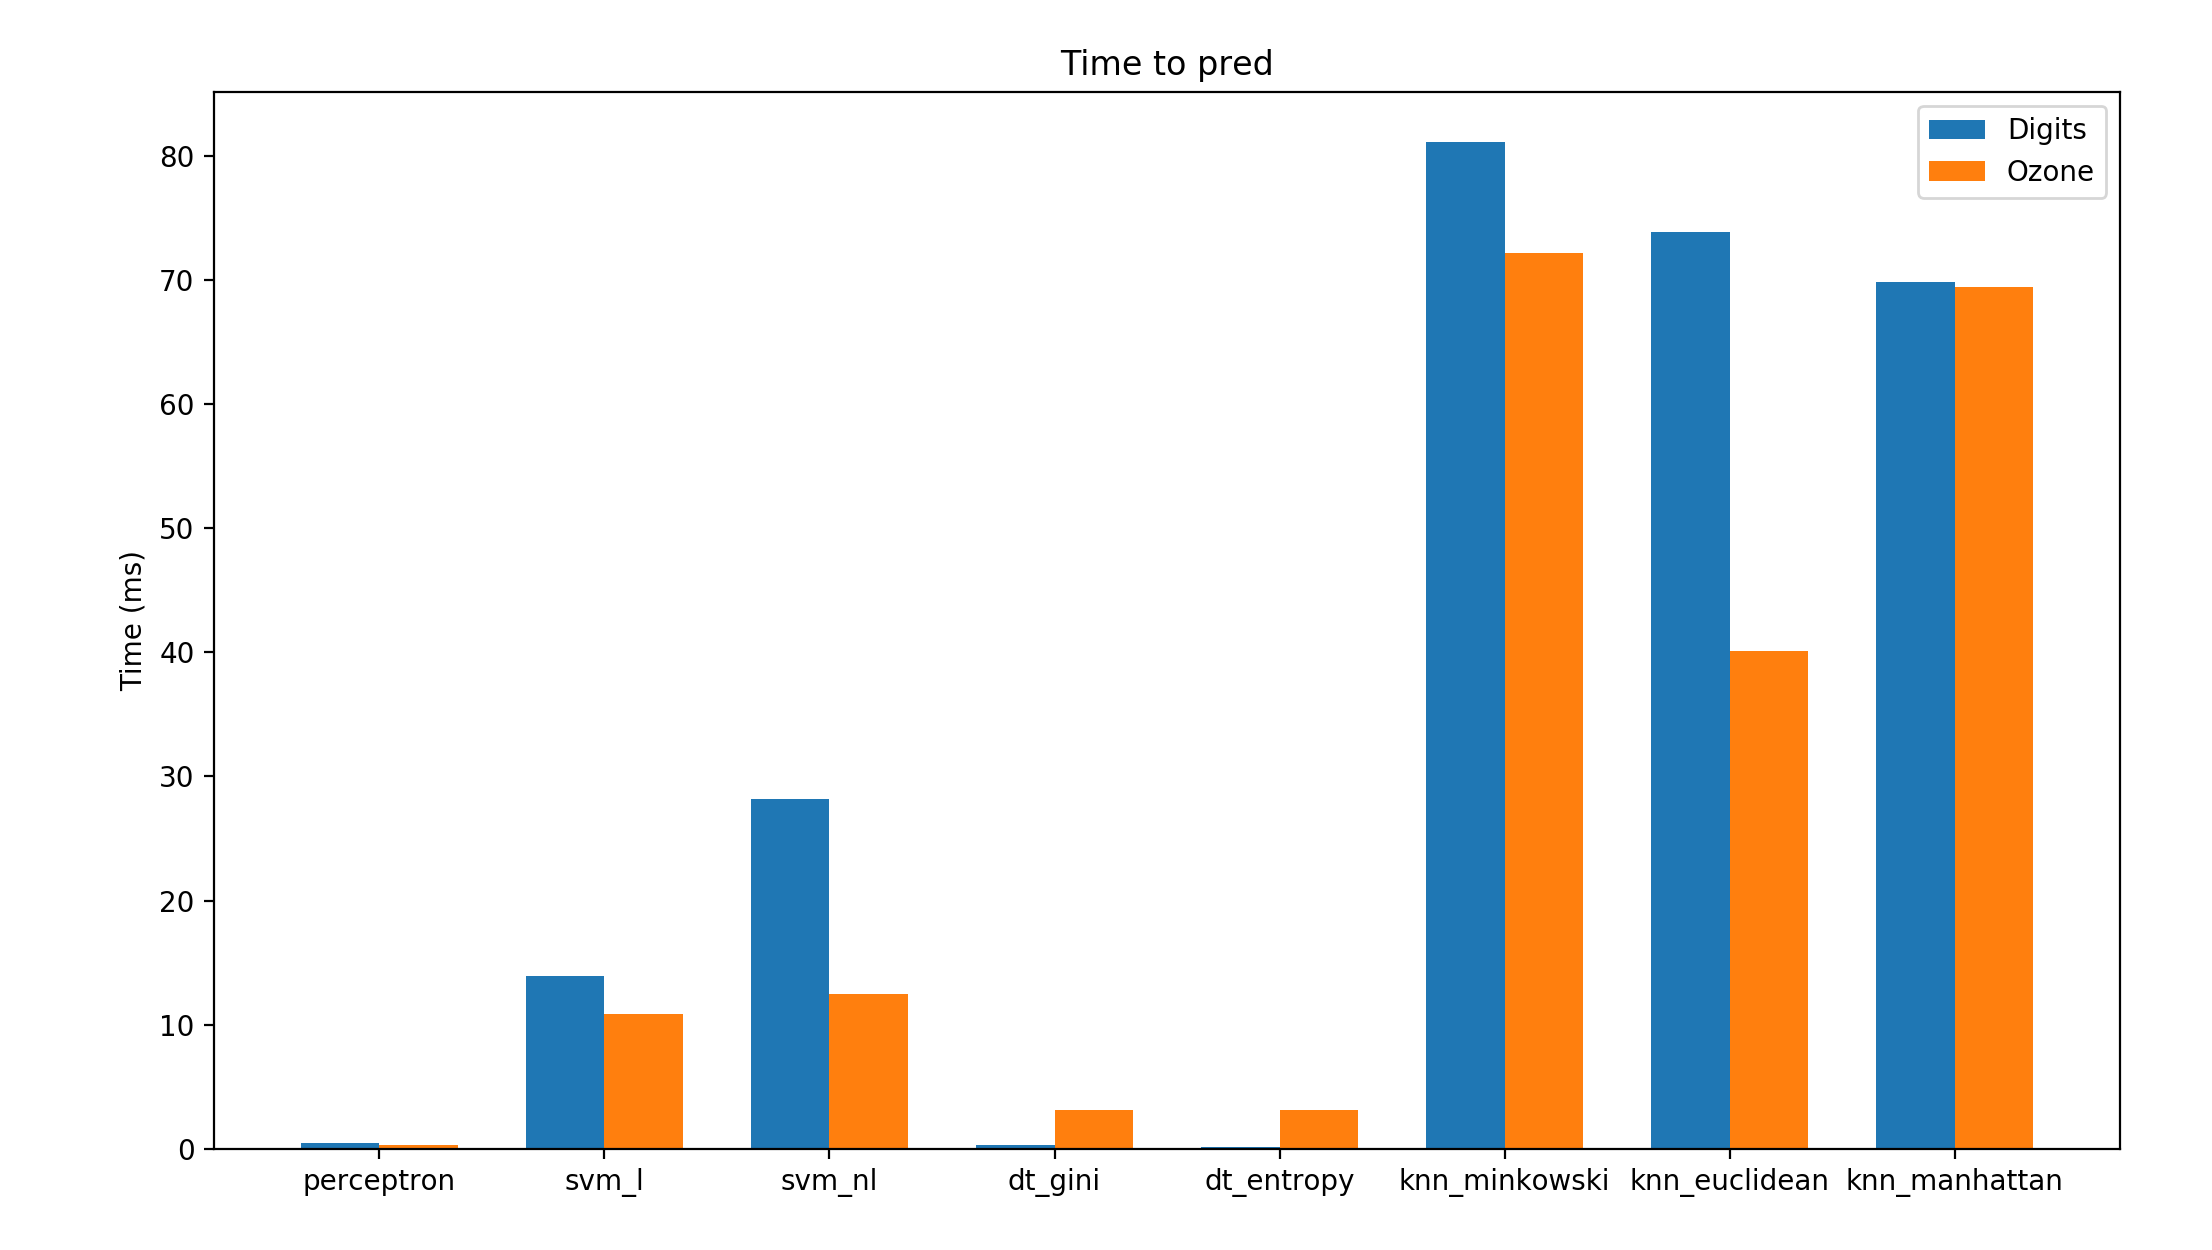 Time to pred
Digits
Ozone
Time (ms)
80
70
60
50
40
30
20
10
0
perceptron svm_l svm_nl dt_gini dt_entropy knn_minkowski knn_euclidean knn_manhattan